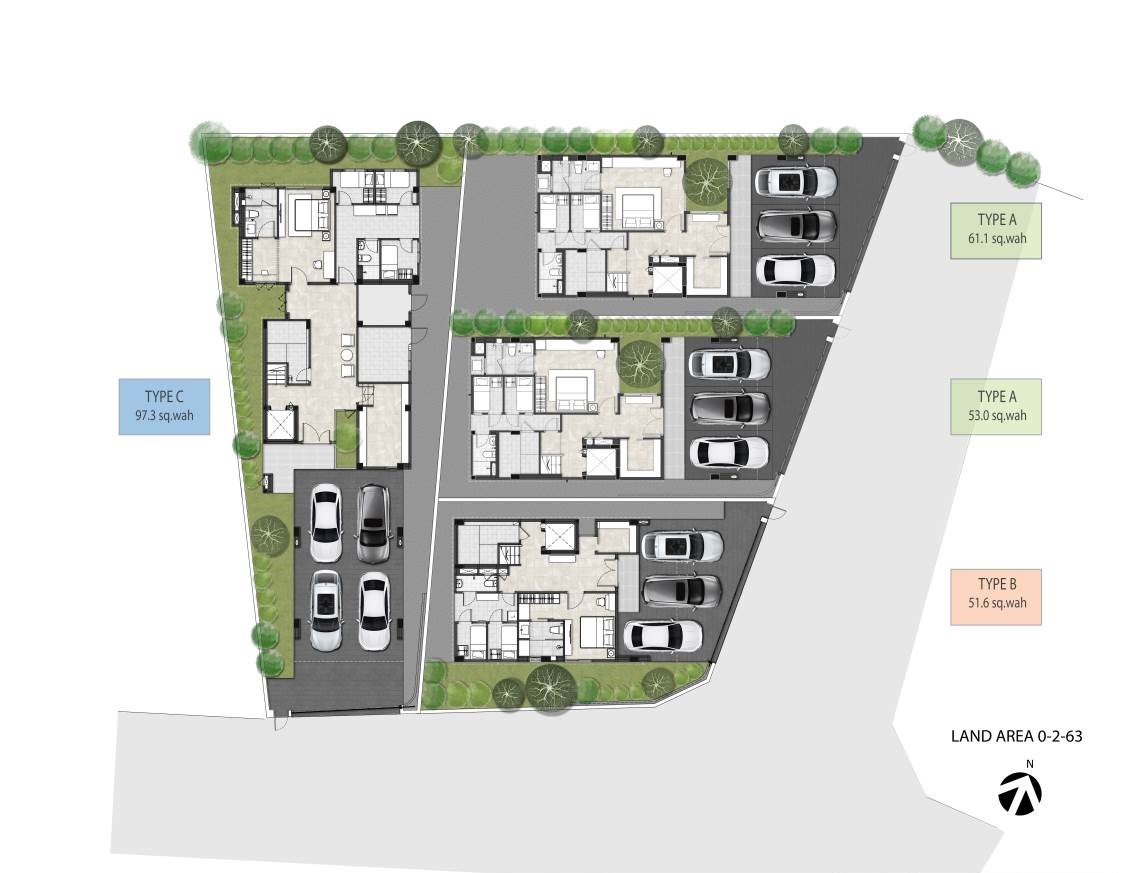 TYPE A
61.1 sq.wah
TYPE C
97.3 sq.wah
TYPE A
53.0 sq.wah
TYPE B
51.6 sq.wah
LAND AREA 0-2-63
N